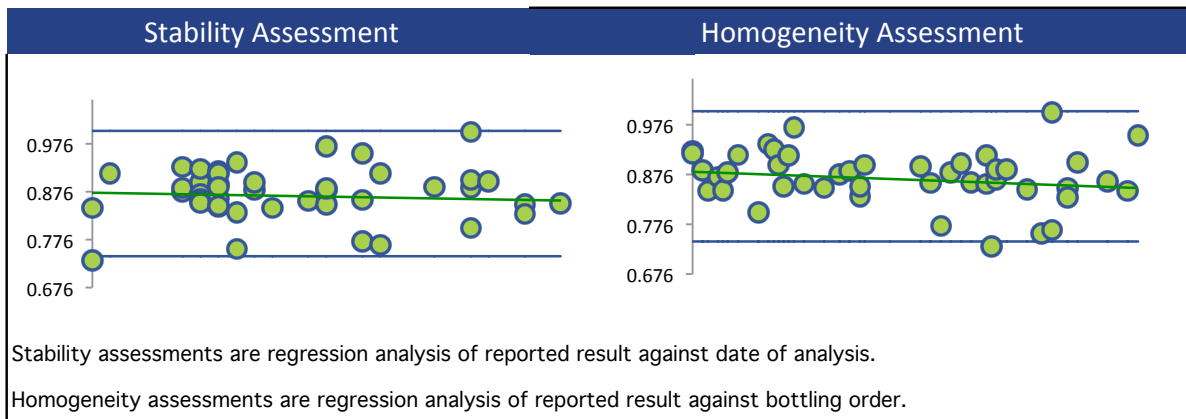 Stability Assessment
Homogeneity Assessment
0.976
0.876
0.776
0.676
0.976
0.876
0.776
0.676
Stability assessments are regression analysis of reported result against date of analysis.
Homogeneity assessments are regression analysis of reported result against bottling order.